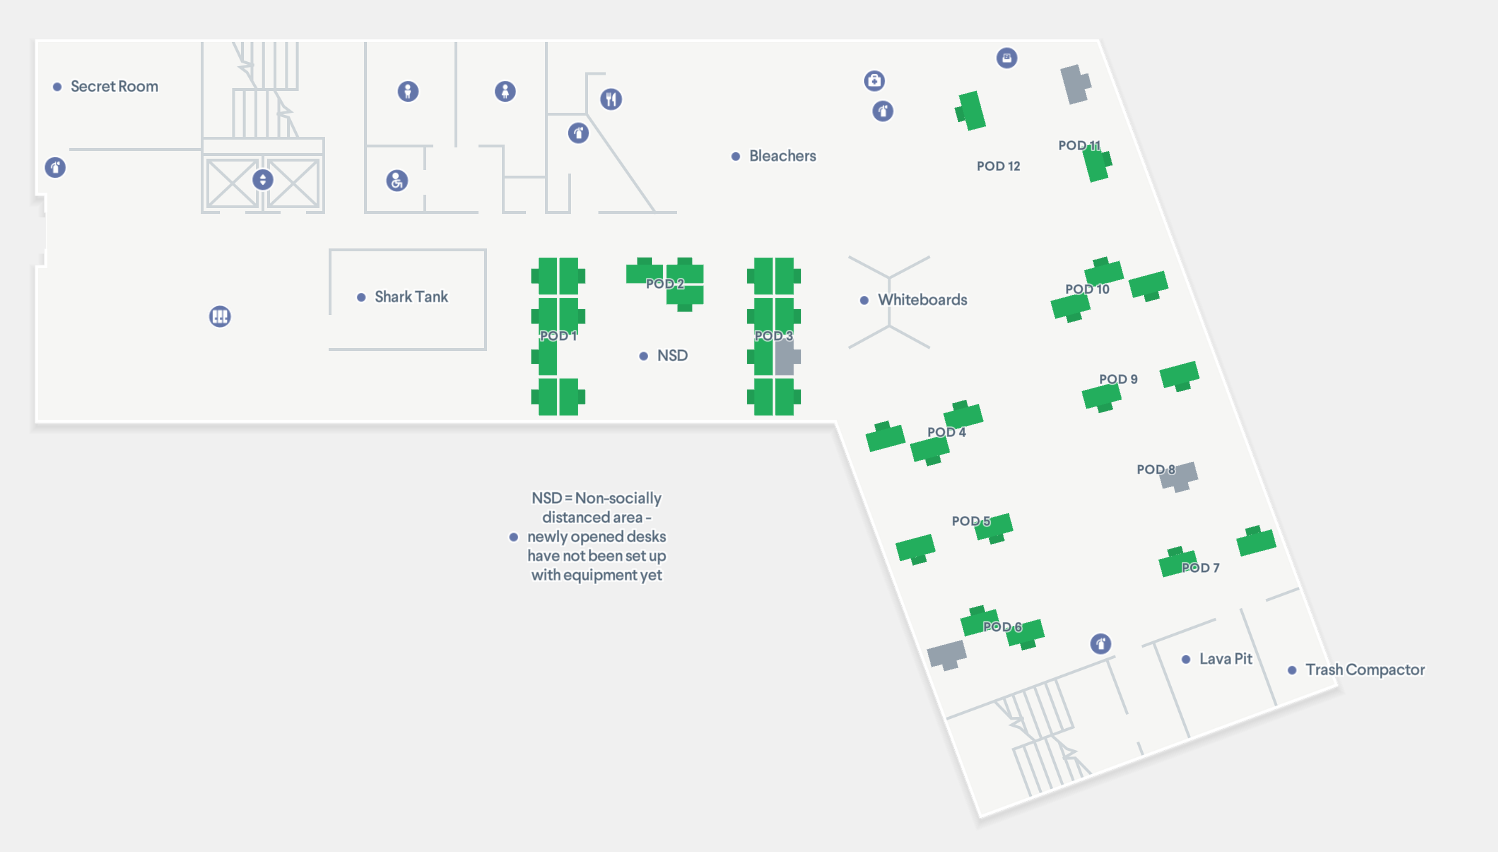 Secret Room
Bleachers
POD 11
POD 12
Shark Tank
POD 2
POD 10
Whiteboards
POD 1
POD 3
NSD
POD 9
POD 4
POD 8
NSD = Non-socially
distanced area -
newly opened desks
have not been set up
with equipment yet
POD 5
POD 7
POD 6
Lava Pit
Trash Compactor